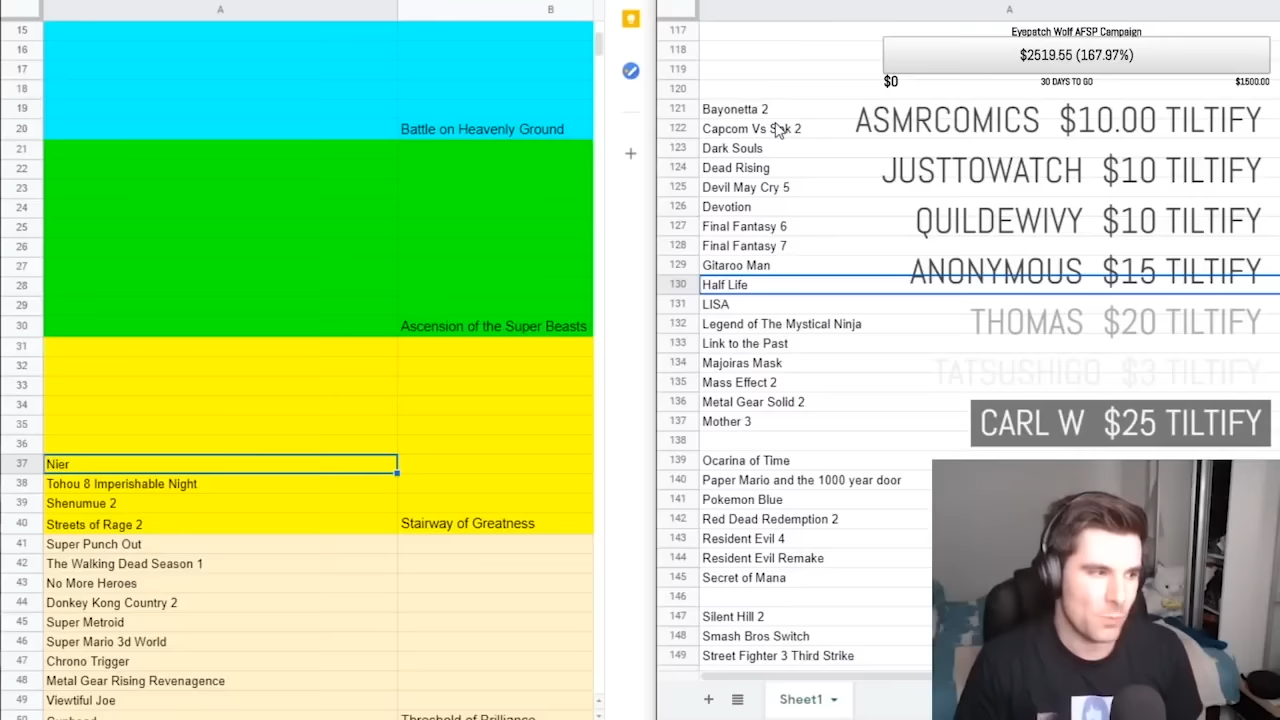 A
B
15
16
17
18
19
20 Battle on Heavenly Ground
21
22
23
24
25
26
27
28
29
30 Ascension of the Super Beasts
31
32
33
34
35
36
37 Nier
38 Tohou 8 Imperishable Night
39 Shenumue 2
40 Streets of Rage 2 Stairway of Greatness
41 Super Punch Out
42 The Walking Dead Season 1
43 No More Heroes
44 Donkey Kong Country 2
45 Super Metroid
46 Super Mario 3d World
47 Chrono Trigger
48 Metal Gear Rising Revenagence
49 Viewtiful Joe
Threshold of Brilliance
A
117
118
119
120
121 Bayonetta 2
122 Capcom Vs 2
123 Dark Souls
124 Dead Rising
125 Devil May Cry 5
126 Devotion
127 Final Fantasy 6
128 Final Fantasy 7
129 Gitaroo Man
130 Half Life
131 LISA
132 Legend of The Mystical Ninja
133 Link to the Past
134 Majoiras Mask
135 Mass Effect 2
136 Metal Gear Solid 2
137 Mother 3
138
139 Ocarina of Time
140 Paper Mario and the 1000 year door
141 Pokemon Blue
142 Red Dead Redemption 2
143 Resident Evil 4
144 Resident Evil Remake
145 Secret of Mana
146
147 Silent Hill 2
148 Smash Bros Switch
149 Street Fighter 3 Third Strike
Sheet1
Eyepatch Wolf AFSP Campaign
$2519.55 (167.97%)
$0 30 DAYS TO GO $1500.00
ASMRCOMICS $10.00 TILTIFY
JUSTTOWATCH $10 TILTIFY
QUILDEWIVY $10 TILTIFY
ANONYMOUS $15 TILTIFY
THOMAS $20 TILTIFY
TATSUSHIGO $3 TILTIFY
CARL W $25 TILTIFY